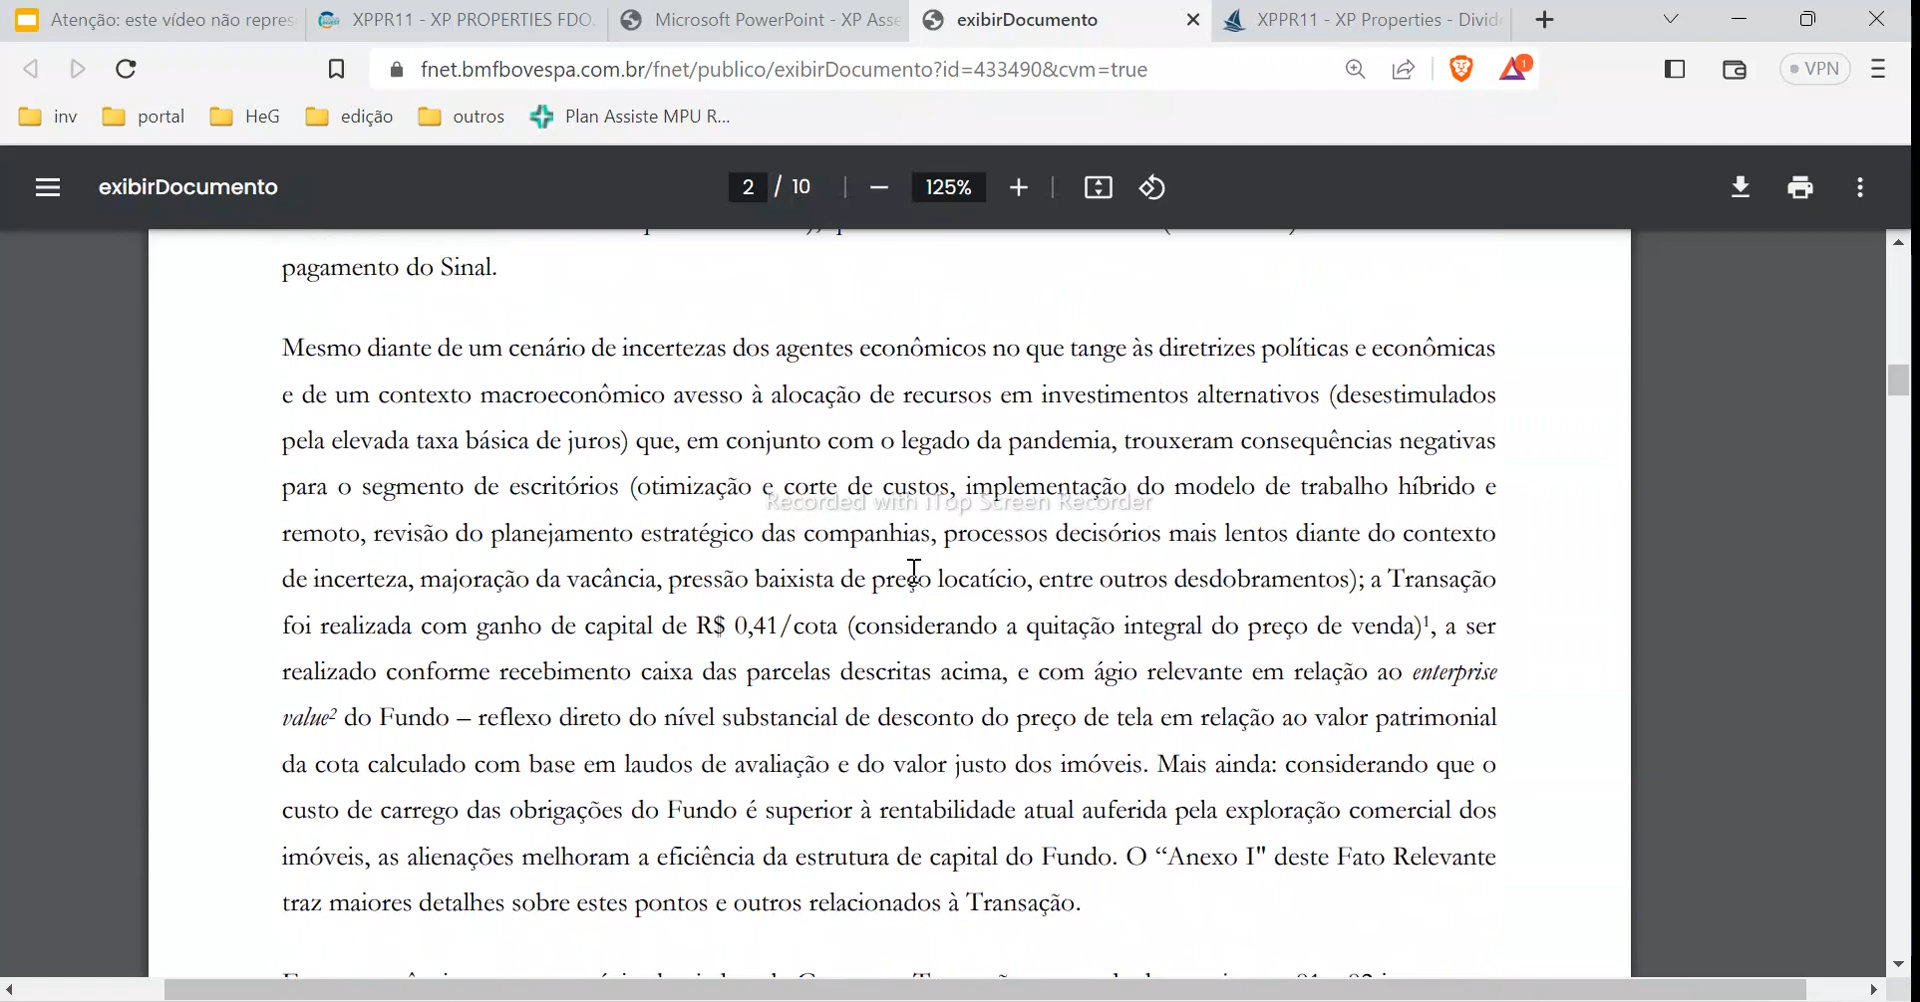 Atenção: este vídeo não repres
XPPR11 - XP PROPERTIES FDO.
Microsoft PowerPoint - XP Asse
exibirDocumento
XPPR11 - XP Properties - Divid
fnet.bmfbovespa.com.br/fnet/publico/exibirDocumento?id=433490&cvm=true
1
VPN
inv
portal
HeG
edição
outros
Plan Assiste MPU R...
exibirDocumento
2 / 10
125%
pagamento do Sinal.
Mesmo diante de um cenário de incertezas dos agentes econômicos no que tange às diretrizes políticas e econômicas
e de um contexto macroeconômico avesso à alocação de recursos em investimentos alternativos (desestimulados
pela elevada taxa básica de juros) que, em conjunto com o legado da pandemia, trouxeram consequências negativas
para o segmento de escritórios (otimização e corte de custos, implementação do modelo de trabalho híbrido e
Recorded with iTop Screen Recorder
remoto, revisão do planejamento estratégico das companhias, processos decisórios mais lentos diante do contexto
de incerteza, majoração da vacância, pressão baixista de preço locatício, entre outros desdobramentos); a Transação
foi realizada com ganho de capital de R$ 0,41/cota (considerando a quitação integral do preço de venda)¹, a ser
realizado conforme recebimento caixa das parcelas descritas acima, e com ágio relevante em relação ao enterprise
value² do Fundo – reflexo direto do nível substancial de desconto do preço de tela em relação ao valor patrimonial
da cota calculado com base em laudos de avaliação e do valor justo dos imóveis. Mais ainda: considerando que o
custo de carrego das obrigações do Fundo é superior à rentabilidade atual auferida pela exploração comercial dos
imóveis, as alienações melhoram a eficiência da estrutura de capital do Fundo. O “Anexo I" deste Fato Relevante
traz maiores detalhes sobre estes pontos e outros relacionados à Transação.